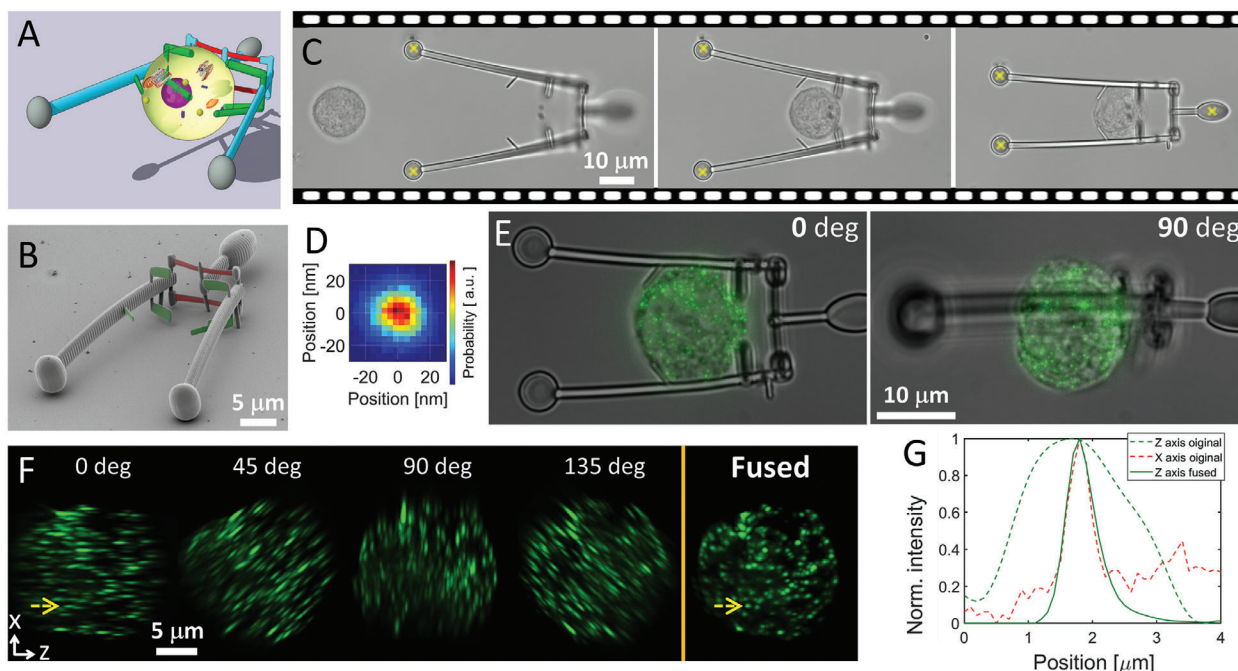 A
C
10 μm
B
5 μm
D
Position [nm]
20
0
-20
-20 0 20
Position [nm]
Probability [ a.u. ]
E
0 deg
90 deg
10 μm
F
0 deg
45 deg
90 deg
135 deg
Fused
X
Z
5 μm
G
Norm. intensity
1
0.8
0.6
0.4
0.2
0
0 1 2 3 4
Position [μm]
Z axis oiginal
X axis oiginal
Z axis fused